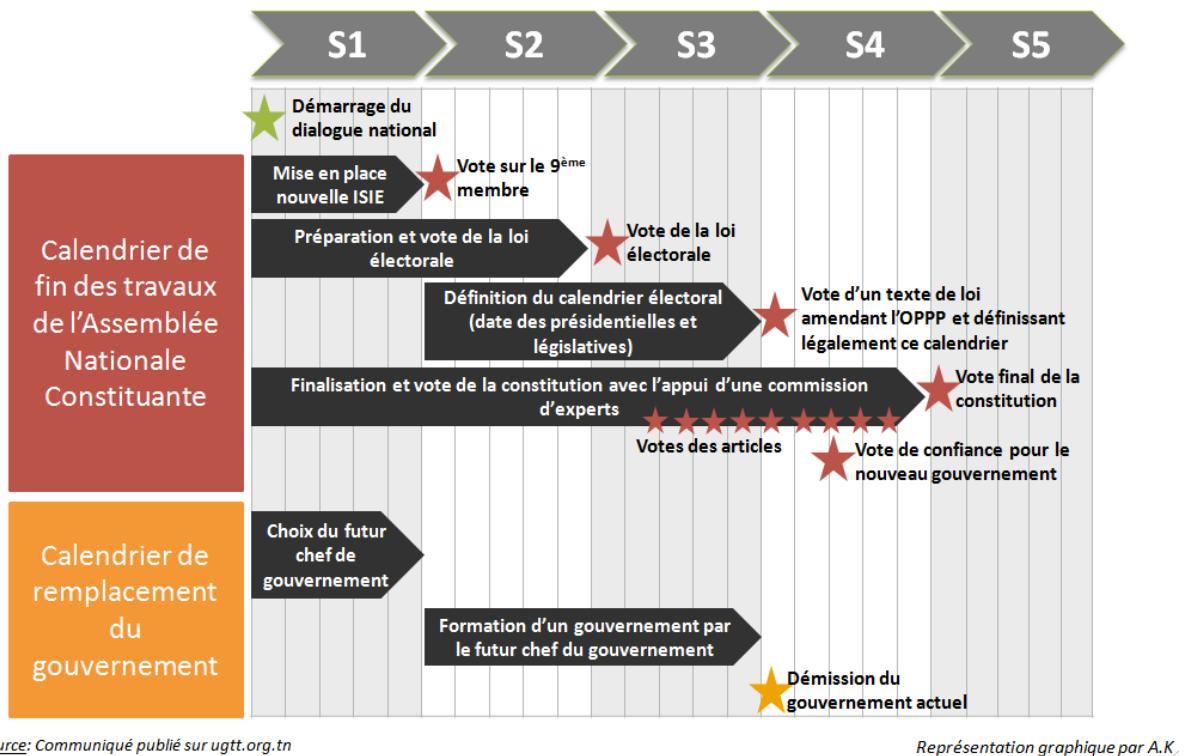 S1
S2
S3
S4
S5
Démarrage du
dialogue national
Calendrier de
fin des travaux
de l'Assemblée
Nationale
Constituante
Mise en place
nouvelle ISIE
Vote sur le 9ème
membre
Préparation et vote de la loi
électorale
Vote de la loi
électorale
Définition du calendrier électoral
(date des présidentielles et
législatives)
Vote d'un texte de loi
amendant l'OPPP et définissant
légalement ce calendrier
Finalisation et vote de la constitution avec l'appui d'une commission
d'experts
Vote final de la
constitution
Votes des articles
Vote de confiance pour le
nouveau gouvernement
Calendrier de
remplacement
du
gouvernement
Choix du futur
chef de
gouvernement
Formation d'un gouvernement par
le futur chef du gouvernement
Démission du
gouvernement actuel
urce: Communiqué publié sur ugtt.org.tn
Représentation graphique par A.K